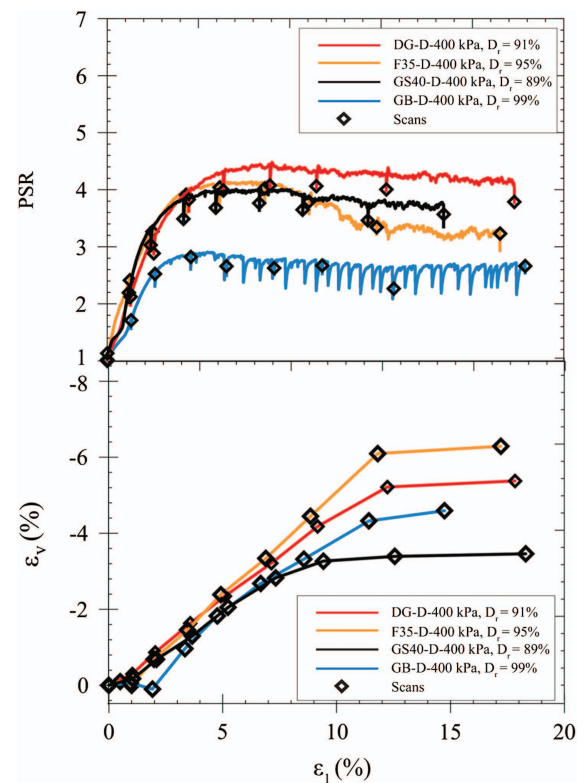 7
6
5
4
3
2
1
PSR
DG-D-400 kPa, Dr = 91%
F35-D-400 kPa, Dr = 95%
GS40-D-400 kPa, Dr = 89%
GB-D-400 kPa, Dr = 99%
Scans
-8
-6
-4
-2
0
εv (%)
DG-D-400 kPa, Dr = 91%
F35-D-400 kPa, Dr = 95%
GS40-D-400 kPa, Dr = 89%
GB-D-400 kPa, Dr = 99%
Scans
0 5 10 15 20
ε1 (%)